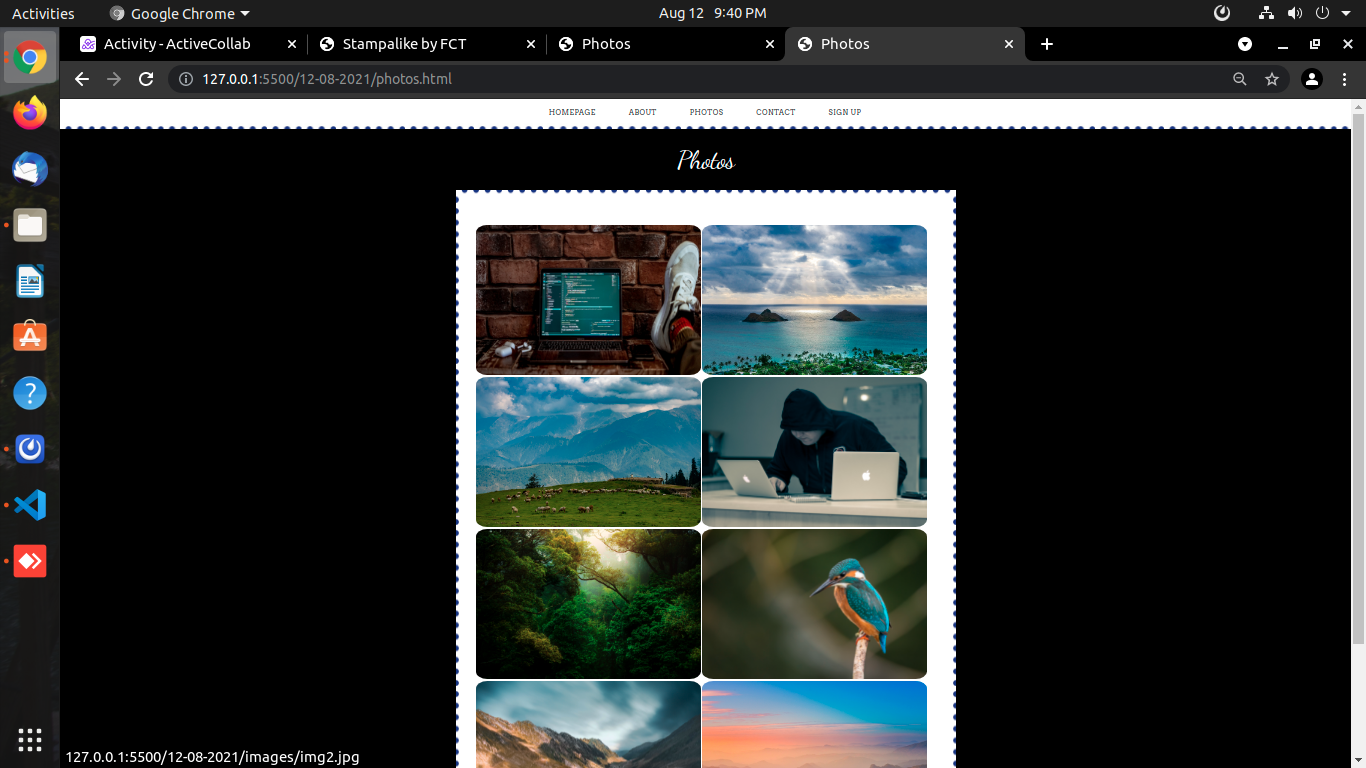 Activities Google Chrome Aug 12 9:40 PM
Activity - ActiveCollab Stampalike by FCT Photos Photos
127.0.0.1:5500/12-08-2021/photos.html
HOMEPAGE ABOUT PHOTOS CONTACT SIGN UP
Photos
127.0.0.1:5500/12-08-2021/images/img2.jpg